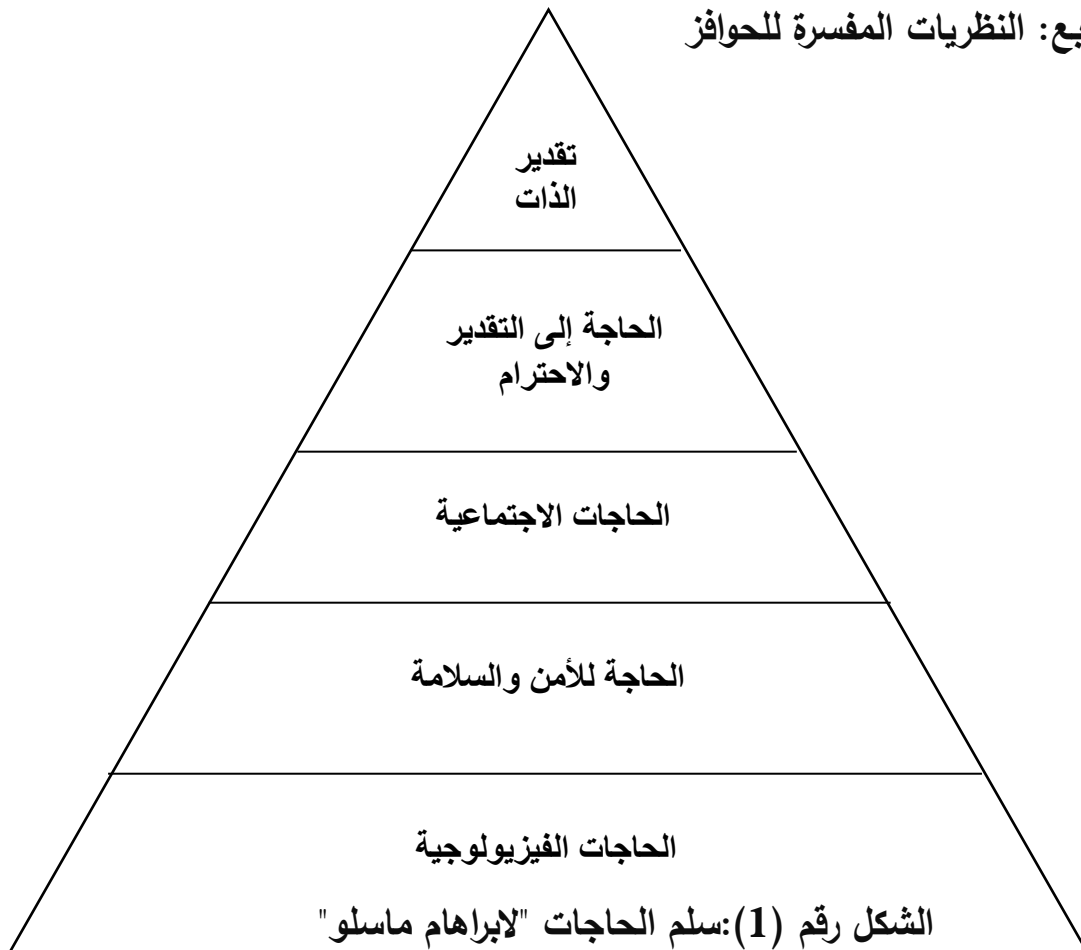 بع: النظريات المفسرة للحوافز
تقدير
الذات
الحاجة إلى التقدير
والاحترام
الحاجات الاجتماعية
الحاجة للأمن والسلامة
الحاجات الفيزيولوجية
الشكل رقم (1):سلم الحاجات "لابراهام ماسلو"